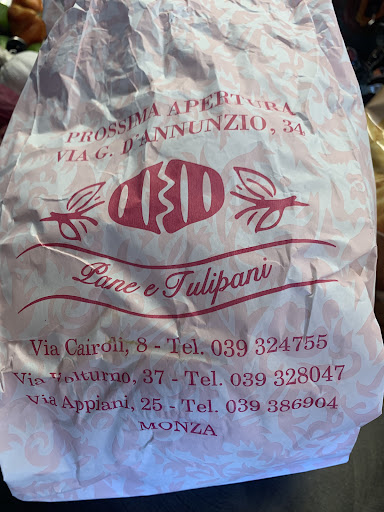 PROSSIMA APERTURA
VIA G. D'ANNUNZIO, 34
Pane e Tulipani
Via Cairoli, 8 - Tel. 039 324755
Via Volturno, 37 - Tel. 039 328047
Via Appiani, 25 - Tel. 039 386904
MONZA